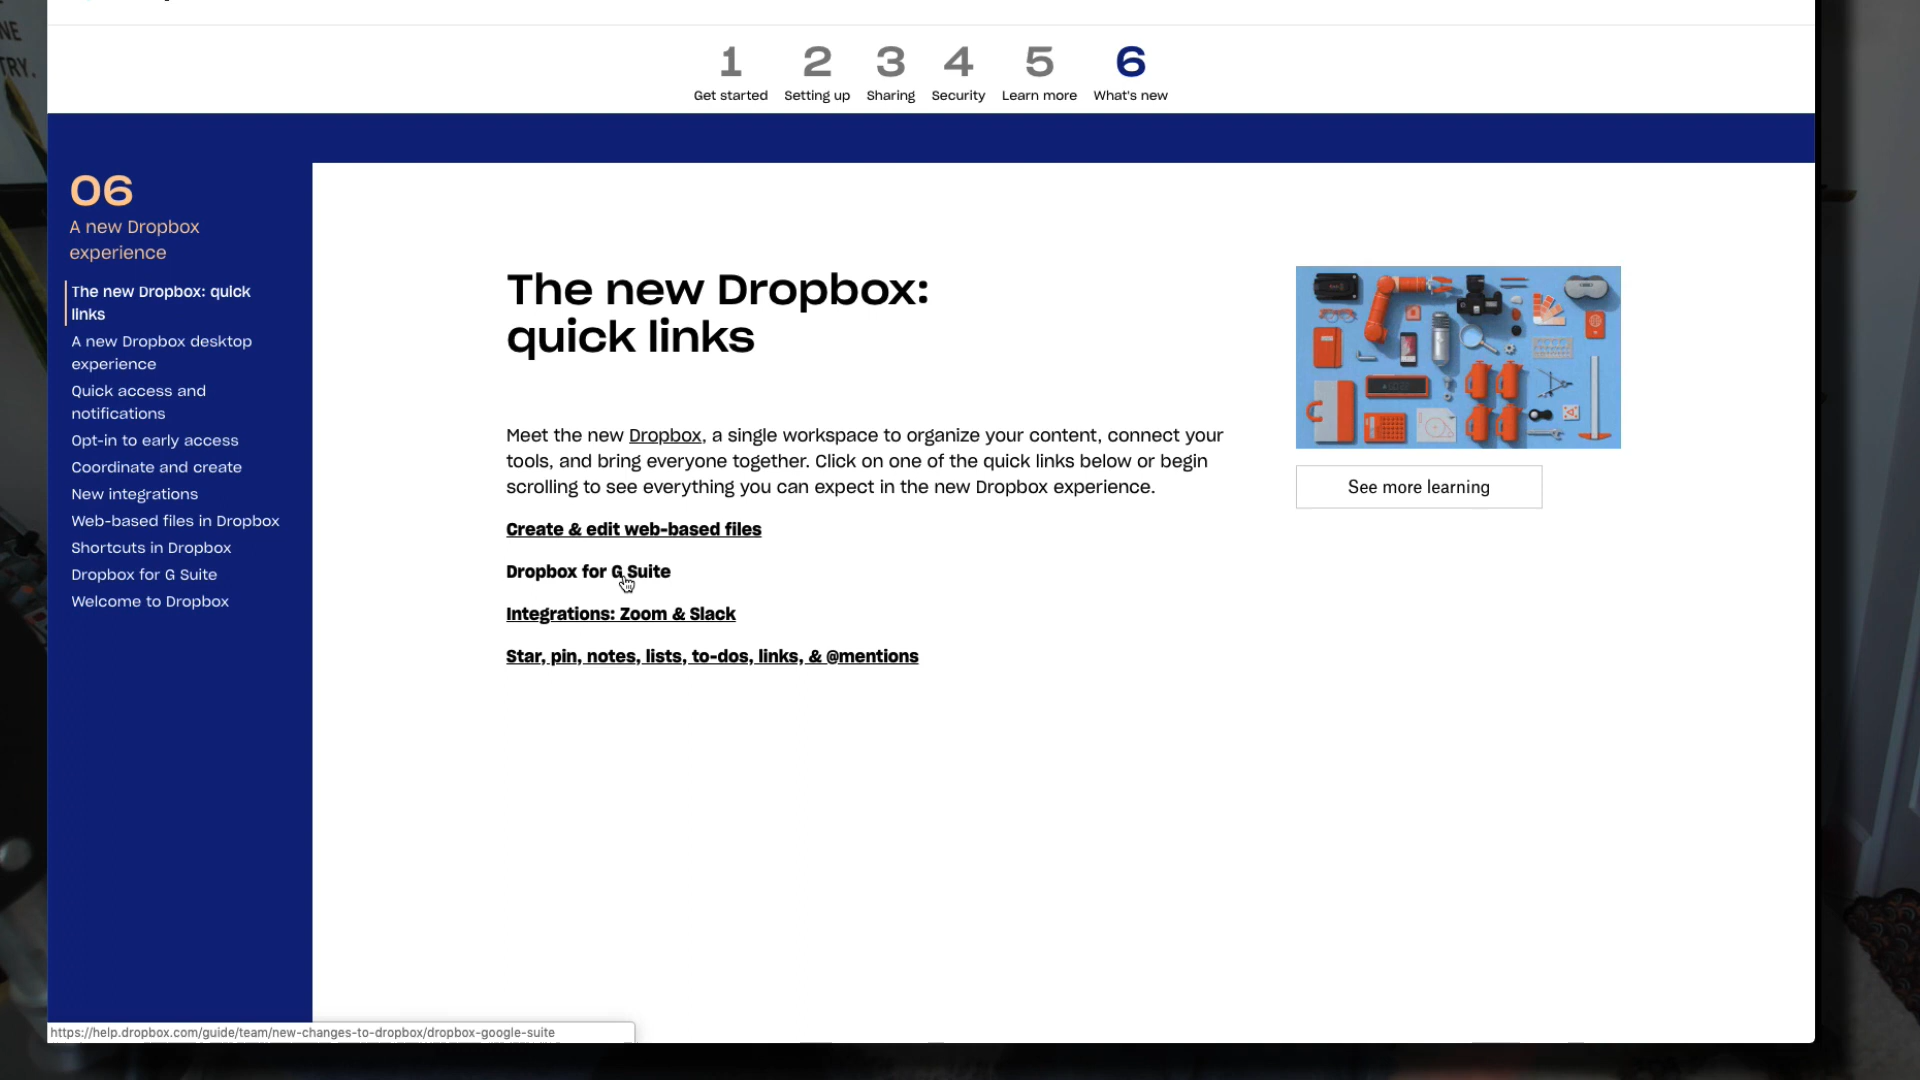 NE
TRY.
1 2 3 4 5 6
Get started Setting up Sharing Security Learn more What's new
06
A new Dropbox
experience
The new Dropbox: quick
links
A new Dropbox desktop
experience
Quick access and
notifications
Opt-in to early access
Coordinate and create
New integrations
Web-based files in Dropbox
Shortcuts in Dropbox
Dropbox for G Suite
Welcome to Dropbox
The new Dropbox:
quick links
Meet the new Dropbox, a single workspace to organize your content, connect your
tools, and bring everyone together. Click on one of the quick links below or begin
scrolling to see everything you can expect in the new Dropbox experience.
Create & edit web-based files
Dropbox for G Suite
Integrations: Zoom & Slack
Star, pin, notes, lists, to-dos, links, & @mentions
See more learning
https://help.dropbox.com/guide/team/new-changes-to-dropbox/dropbox-google-suite